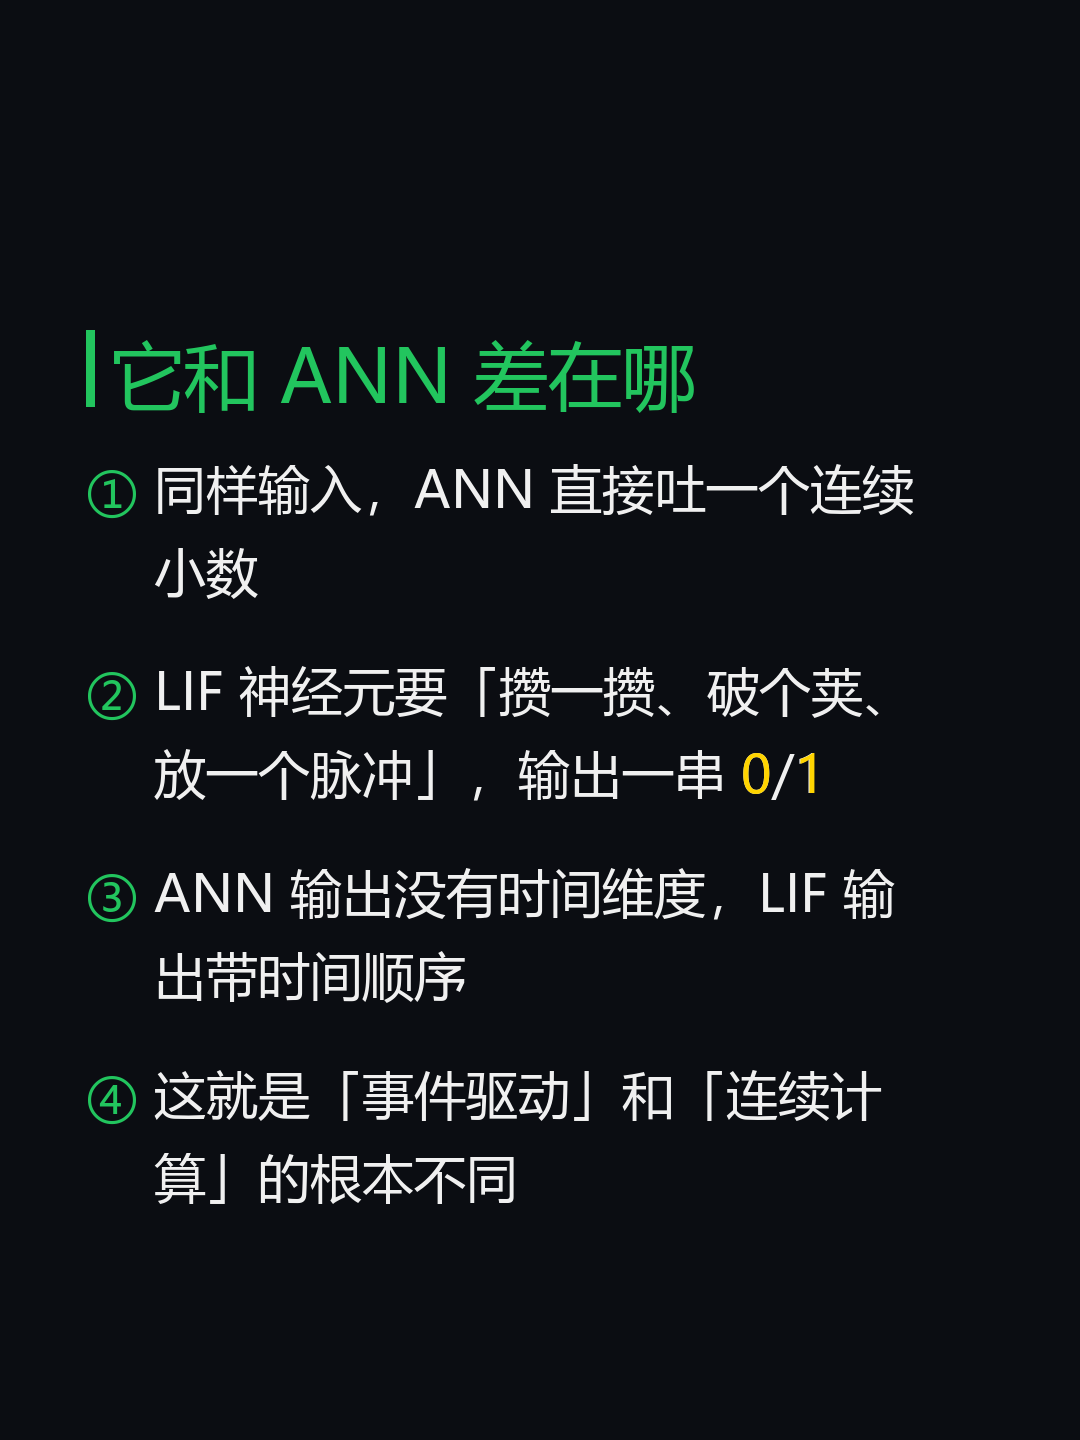 它和 ANN 差在哪
① 同样输入，ANN 直接吐一个连续
小数
② LIF 神经元要「攒一攒、破个荚、
放一个脉冲」，输出一串 0/1
③ ANN 输出没有时间维度，LIF 输
出带时间顺序
④ 这就是「事件驱动」和「连续计
算」的根本不同